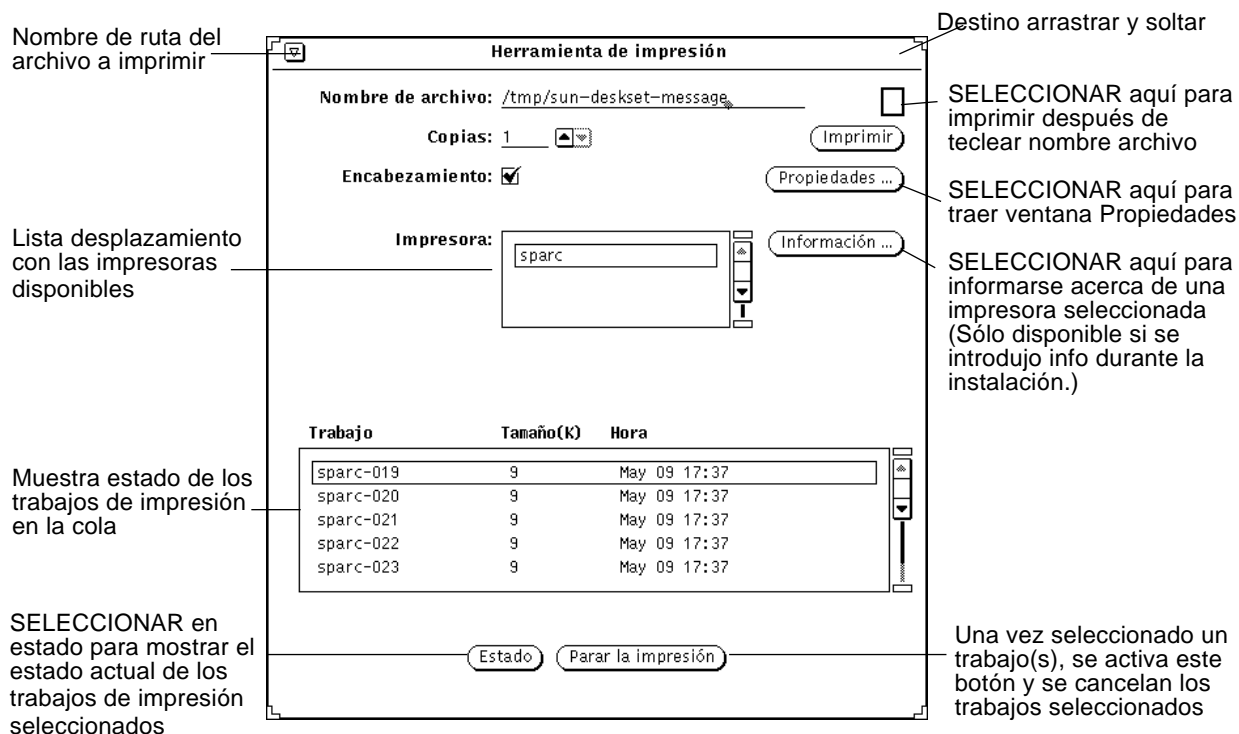 Nombre de ruta del
archivo a imprimir
Destino arrastrar y soltar
Herramienta de impresión
Nombre de archivo: /tmp/sun-deskset-message
SELECCIONAR aquí para
imprimir después de
teclear nombre archivo
Copias: 1
Imprimir
Encabezamiento:
Propiedades ...
SELECCIONAR aquí para
traer ventana Propiedades
Lista desplazamiento
con las impresoras
disponibles
Impresora:
sparc
Información ...
SELECCIONAR aquí para
informarse acerca de una
impresora seleccionada
(Sólo disponible si se
introdujo info durante la
instalación.)
Trabajo Tamaño(K) Hora
sparc-019 9 May 09 17:37
sparc-020 9 May 09 17:37
sparc-021 9 May 09 17:37
sparc-022 9 May 09 17:37
sparc-023 9 May 09 17:37
Muestra estado de los
trabajos de impresión
en la cola
SELECCIONAR en
estado para mostrar el
estado actual de los
trabajos de impresión
seleccionados
Estado
Parar la impresión
Una vez seleccionado un
trabajo(s), se activa este
botón y se cancelan los
trabajos seleccionados